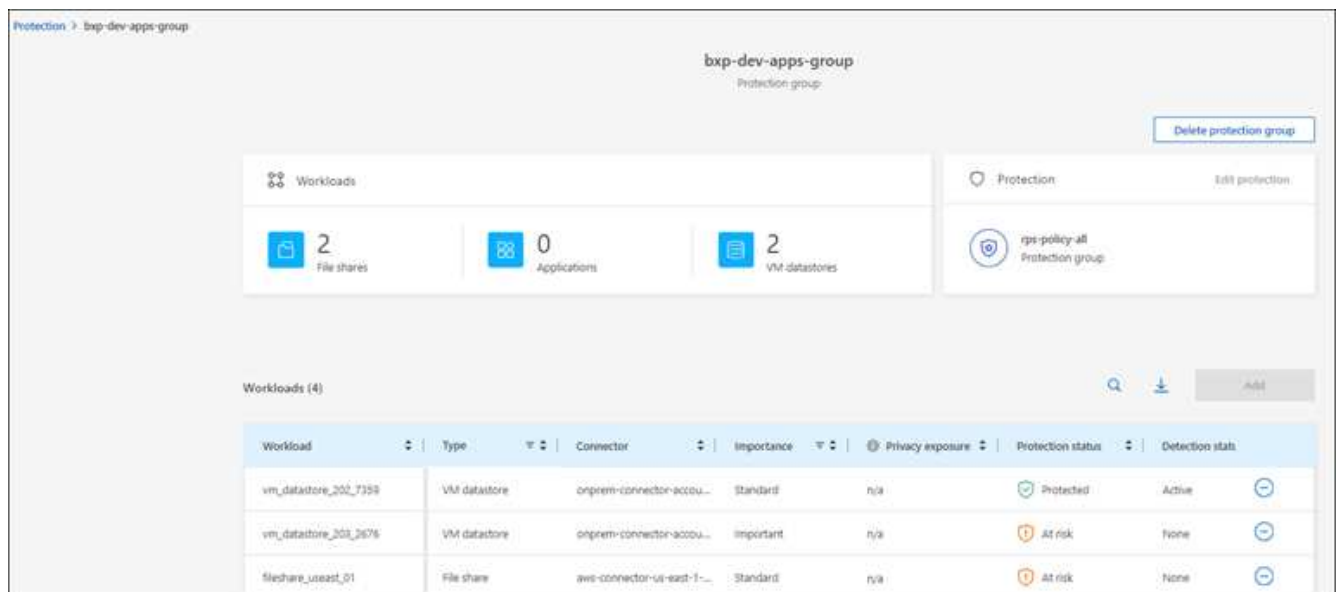 Protection > bxp-dev-apps-group
bxp-dev-apps-group
Protection group
Delete protection group
Workloads
Protection
Edit protection
2
File shares
0
Applications
2
VM datastores
rps-policy-all
Protection group
Workloads (4)
Add
Workload Type Connector Importance Privacy exposure Protection status Detection stat
vm_datastore_202_7359 VM datastore onprem-connector-accou... Standard n/a Protected Active
vm_datastore_203_2676 VM datastore onprem-connector-accou... Important n/a At risk None
fileshare_useast_01 File share aws-connector-us-east-1-... Standard n/a At risk None